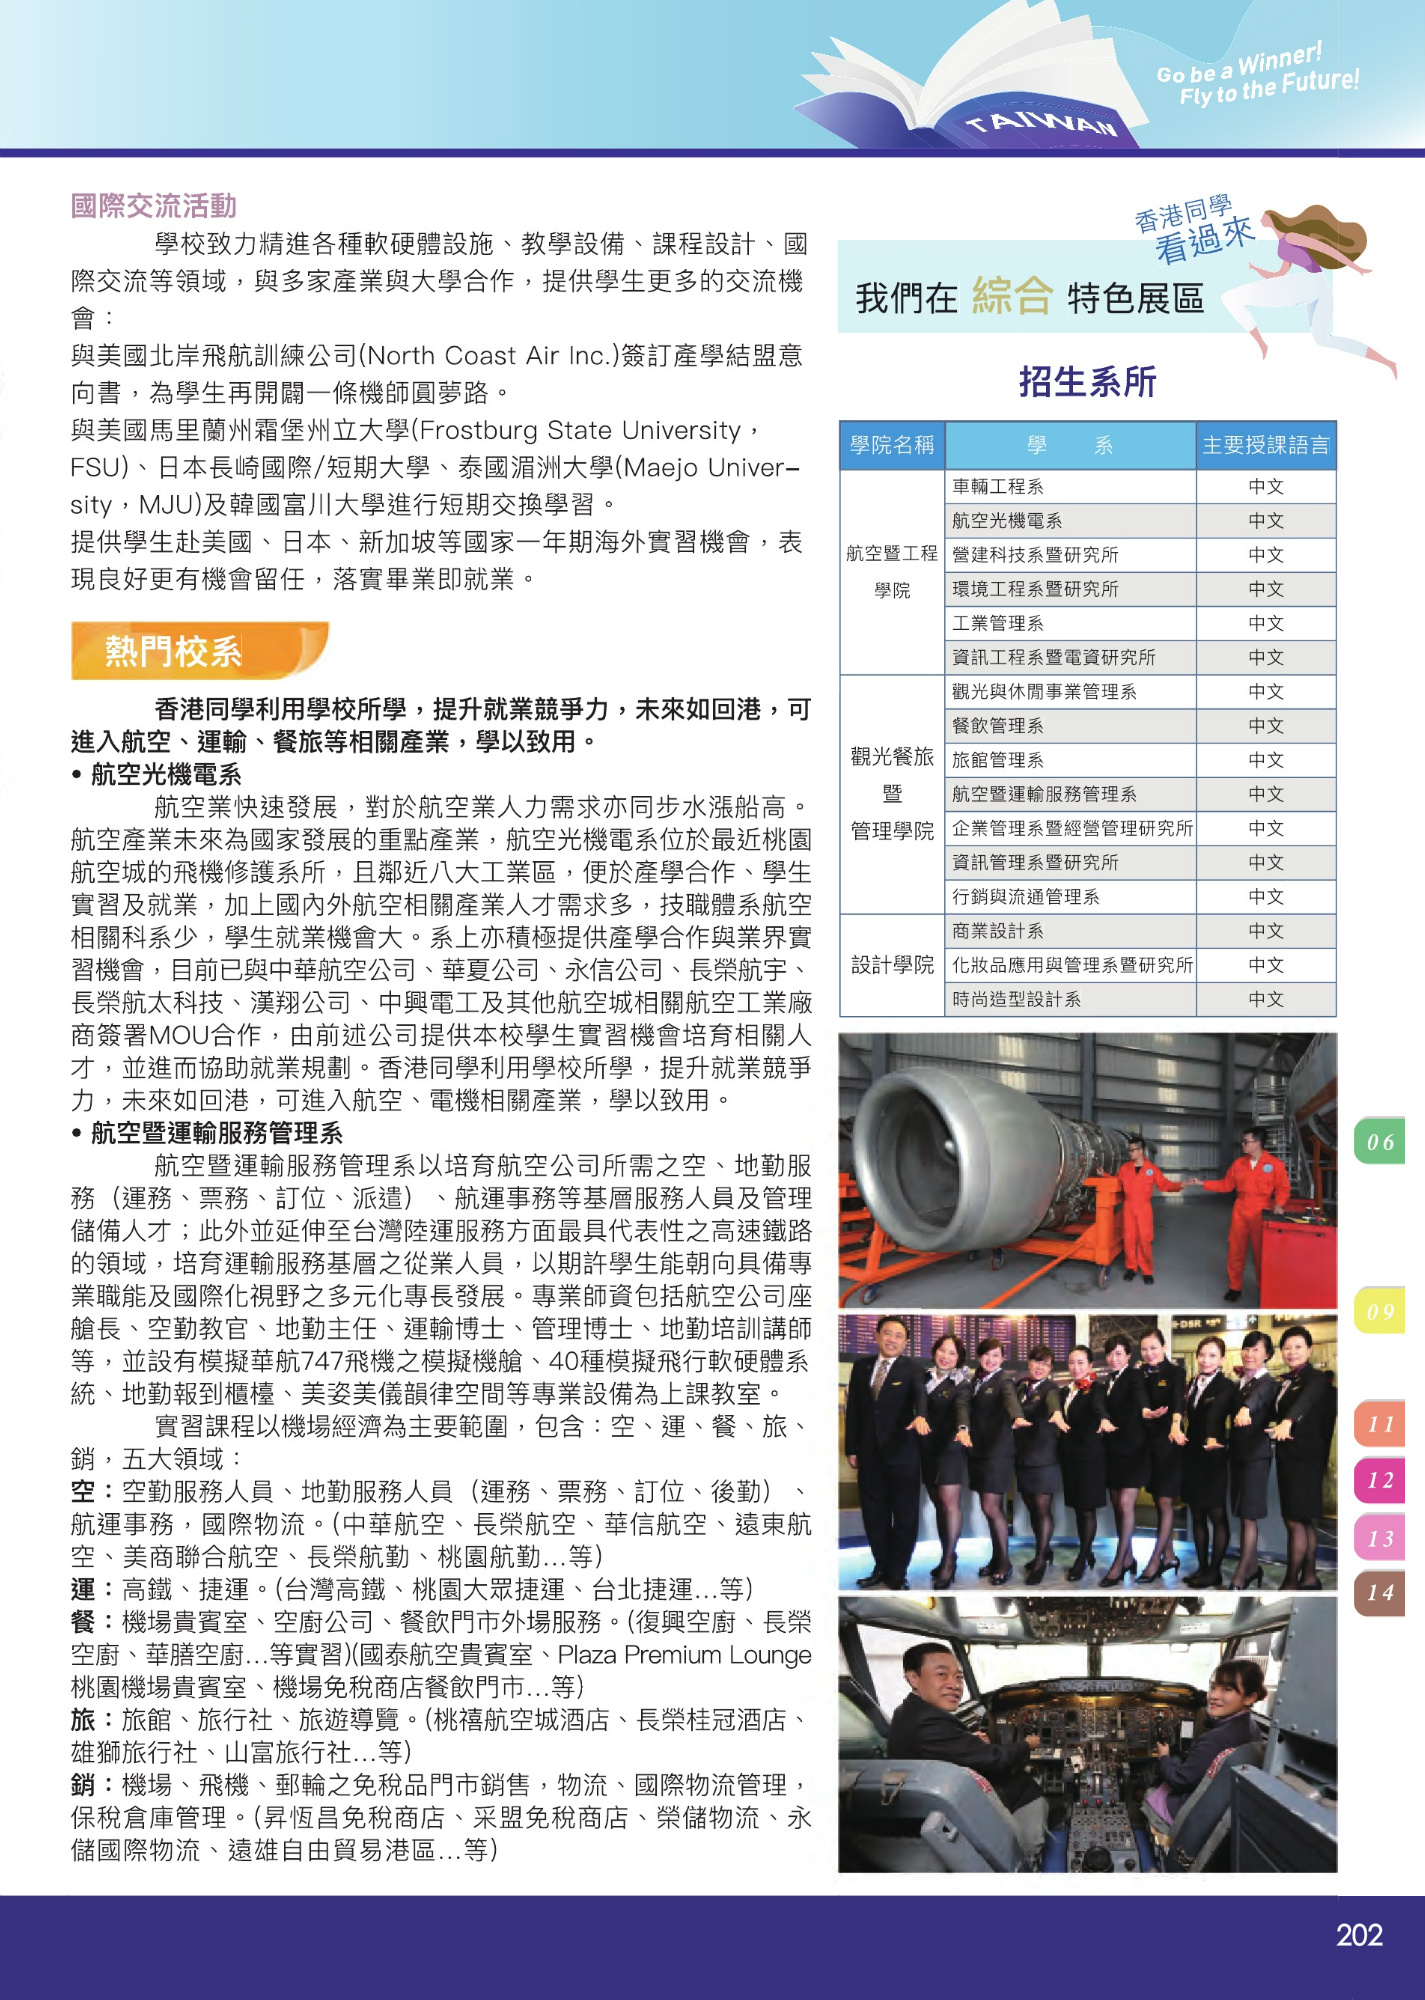 Go be a Winner!
Fly to the Future!
TAIWAN
國際交流活動
學校致力精進各種軟硬體設施、教學設備、課程設計、國
際交流等領域，與多家產業與大學合作，提供學生更多的交流機
會：
與美國北岸飛航訓練公司(North Coast Air Inc.)簽訂產學結盟意
向書，為學生再開闢一條機師圓夢路。
與美國馬里蘭州霜堡州立大學(Frostburg State University，
FSU)、日本長崎國際/短期大學、泰國湄洲大學(Maejo Univer-
sity，MJU)及韓國富川大學進行短期交換學習。
提供學生赴美國、日本、新加坡等國家一年期海外實習機會，表
現良好更有機會留任，落實畢業即就業。
熱門校系
香港同學利用學校所學，提升就業競爭力，未來如回港，可
進入航空、運輸、餐旅等相關產業，學以致用。
• 航空光機電系
航空業快速發展，對於航空業人力需求亦同步水漲船高。
航空產業未來為國家發展的重點產業，航空光機電系位於最近桃園
航空城的飛機修護系所，且鄰近八大工業區，便於產學合作、學生
實習及就業，加上國內外航空相關產業人才需求多，技職體系航空
相關科系少，學生就業機會大。系上亦積極提供產學合作與業界實
習機會，目前已與中華航空公司、華夏公司、永信公司、長榮航宇、
長榮航太科技、漢翔公司、中興電工及其他航空城相關航空工業廠
商簽署MOU合作，由前述公司提供本校學生實習機會培育相關人
才，並進而協助就業規劃。香港同學利用學校所學，提升就業競爭
力，未來如回港，可進入航空、電機相關產業，學以致用。
• 航空暨運輸服務管理系
航空暨運輸服務管理系以培育航空公司所需之空、地勤服
務（運務、票務、訂位、派遣）、航運事務等基層服務人員及管理
儲備人才；此外並延伸至台灣陸運服務方面最具代表性之高速鐵路
的領域，培育運輸服務基層之從業人員，以期許學生能朝向具備專
業職能及國際化視野之多元化專長發展。專業師資包括航空公司座
艙長、空勤教官、地勤主任、運輸博士、管理博士、地勤培訓講師
等，並設有模擬華航747飛機之模擬機艙、40種模擬飛行軟硬體系
統、地勤報到櫃檯、美姿美儀韻律空間等專業設備為上課教室。
實習課程以機場經濟為主要範圍，包含：空、運、餐、旅、
銷，五大領域：
空：空勤服務人員、地勤服務人員（運務、票務、訂位、後勤）、
航運事務，國際物流。(中華航空、長榮航空、華信航空、遠東航
空、美商聯合航空、長榮航勤、桃園航勤…等)
運：高鐵、捷運。(台灣高鐵、桃園大眾捷運、台北捷運…等)
餐：機場貴賓室、空廚公司、餐飲門市外場服務。(復興空廚、長榮
空廚、華膳空廚…等實習)(國泰航空貴賓室、Plaza Premium Lounge
桃園機場貴賓室、機場免稅商店餐飲門市…等)
旅：旅館、旅行社、旅遊導覽。(桃禧航空城酒店、長榮桂冠酒店、
雄獅旅行社、山富旅行社…等)
銷：機場、飛機、郵輪之免稅品門市銷售，物流、國際物流管理，
保稅倉庫管理。(昇恆昌免稅商店、采盟免稅商店、榮儲物流、永
儲國際物流、遠雄自由貿易港區…等)
香港同學
看過來
我們在 綜合 特色展區
招生系所
學院名稱 學 系 主要授課語言
航空暨工程
學院
車輛工程系 中文
航空光機電系 中文
營建科技系暨研究所 中文
環境工程系暨研究所 中文
工業管理系 中文
資訊工程系暨電資研究所 中文
觀光餐旅
暨
管理學院
觀光與休閒事業管理系 中文
餐飲管理系 中文
旅館管理系 中文
航空暨運輸服務管理系 中文
企業管理系暨經營管理研究所 中文
資訊管理系暨研究所 中文
行銷與流通管理系 中文
設計學院
商業設計系 中文
化妝品應用與管理系暨研究所 中文
時尚造型設計系 中文
06
09
11
12
13
14
202